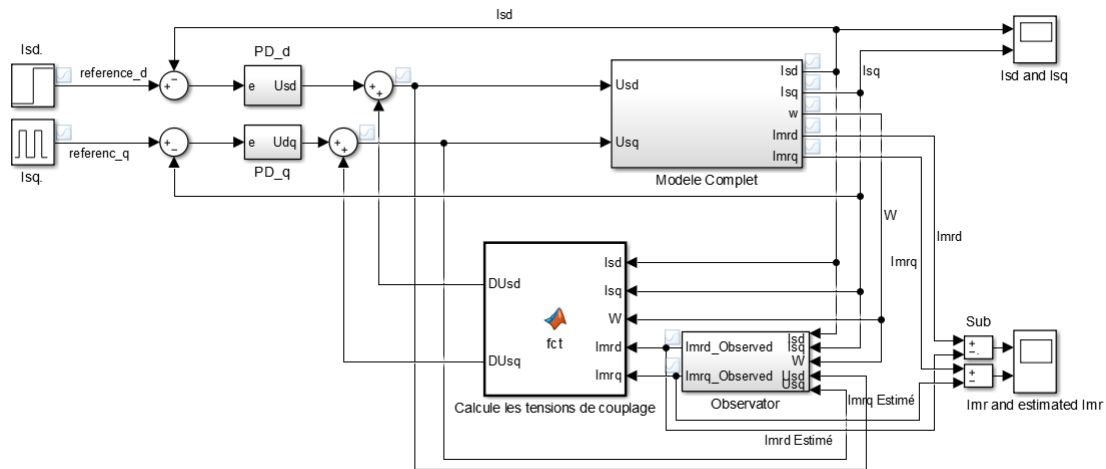 Isd
Isd.
reference_d
PD_d
e
Usd
Isq.
referenc_q
PD_q
e
Udq
Usd
Usq
Isd
Isq
w
Imrd
Imrq
Modele Complet
Isq
Isd and Isq
W
Imrd
Imrq
DUsd
DUsq
fct
Isd
Isq
W
Imrd
Imrq
Calcule les tensions de couplage
Imrd_Observed
Imrq_Observed
Isd
Isq
W
Usd
Usq
Observator
Sub
Imrq Estimé
Imrd Estimé
Imr and estimated Imr